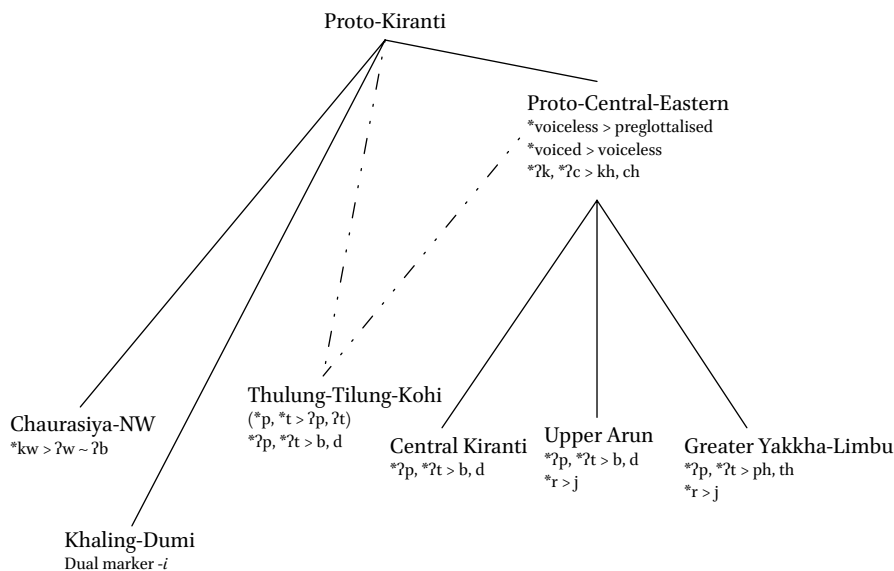 Proto-Kiranti
Proto-Central-Eastern
*voiceless > preglottalised
*voiced > voiceless
*ʔk, *ʔc > kh, ch
Thulung-Tilung-Kohi
(*p, *t > ʔp, ʔt)
*ʔp, *ʔt > b, d
Chaurasiya-NW
*kw > ʔw ~ ʔb
Central Kiranti
*ʔp, *ʔt > b, d
Upper Arun
*ʔp, *ʔt > b, d
*r > j
Greater Yakkha-Limbu
*ʔp, *ʔt > ph, th
*r > j
Khaling-Dumi
Dual marker -i